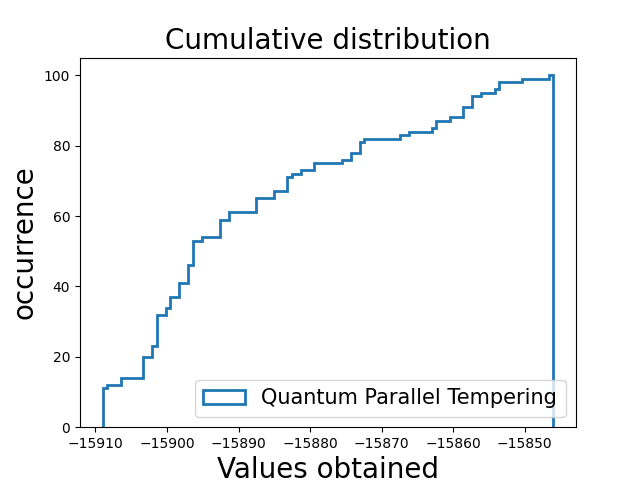 Cumulative distribution
occurrence
100
80
60
40
20
0
Quantum Parallel Tempering
−15910 −15900 −15890 −15880 −15870 −15860 −15850
Values obtained